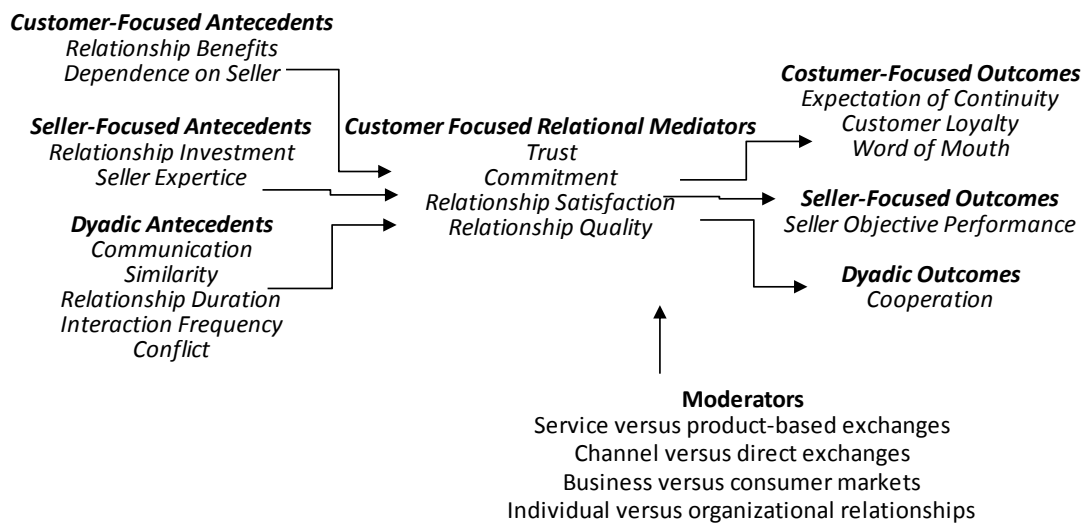 Customer-Focused Antecedents
Relationship Benefits
Dependence on Seller
Seller-Focused Antecedents
Relationship Investment
Seller Expertice
Dyadic Antecedents
Communication
Similarity
Relationship Duration
Interaction Frequency
Conflict
Customer Focused Relational Mediators
Trust
Commitment
Relationship Satisfaction
Relationship Quality
Costumer-Focused Outcomes
Expectation of Continuity
Customer Loyalty
Word of Mouth
Seller-Focused Outcomes
Seller Objective Performance
Dyadic Outcomes
Cooperation
Moderators
Service versus product-based exchanges
Channel versus direct exchanges
Business versus consumer markets
Individual versus organizational relationships